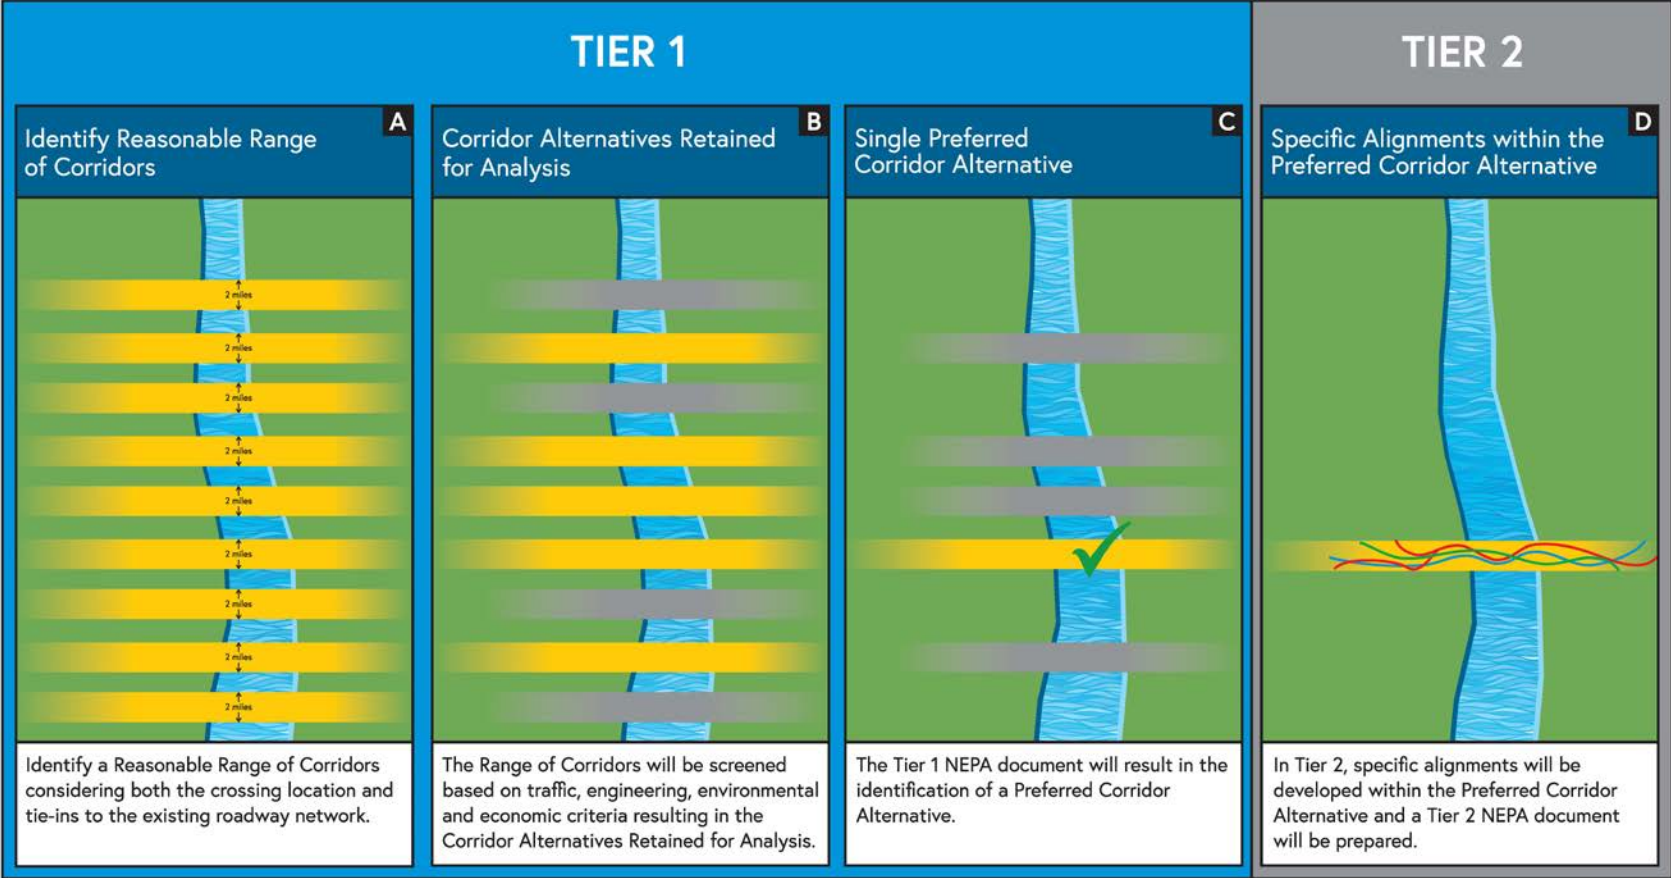 TIER 1
TIER 2
A
Identify Reasonable Range
of Corridors
2 miles
2 miles
2 miles
2 miles
2 miles
2 miles
2 miles
2 miles
2 miles
Identify a Reasonable Range of Corridors
considering both the crossing location and
tie-ins to the existing roadway network.
B
Corridor Alternatives Retained
for Analysis
The Range of Corridors will be screened
based on traffic, engineering, environmental
and economic criteria resulting in the
Corridor Alternatives Retained for Analysis.
C
Single Preferred
Corridor Alternative
The Tier 1 NEPA document will result in the
identification of a Preferred Corridor
Alternative.
D
Specific Alignments within the
Preferred Corridor Alternative
In Tier 2, specific alignments will be
developed within the Preferred Corridor
Alternative and a Tier 2 NEPA document
will be prepared.